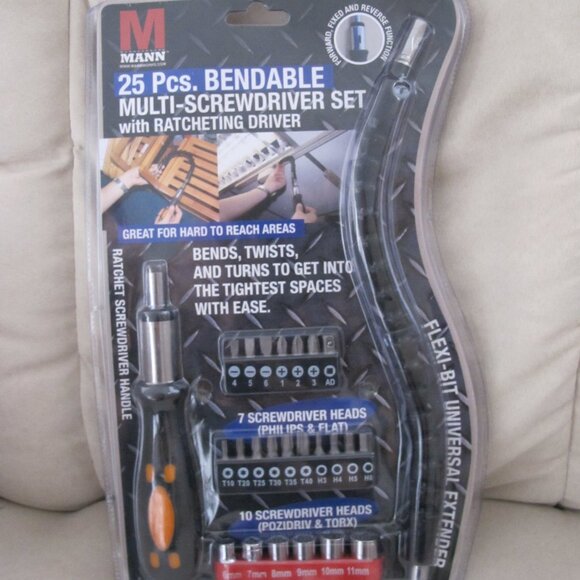 M
MANN
FORWARD, FIXED AND REVERSE FUNCTION
25 Pcs. BENDABLE
MULTI-SCREWDRIVER SET
with RATCHETING DRIVER
GREAT FOR HARD TO REACH AREAS
BENDS, TWISTS,
AND TURNS TO GET INTO
THE TIGHTEST SPACES
WITH EASE.
RATCHET SCREWDRIVER HANDLE
FLEXI-BIT UNIVERSAL EXTENDER
4 5 6 1 2 3 AD
7 SCREWDRIVER HEADS
(PHILIPS & FLAT)
T10 T20 T25 T30 T35 T40 H3 H4 H5 H6
10 SCREWDRIVER HEADS
(POZIDRIV & TORX)
6mm 7mm 8mm 9mm 10mm 11mm